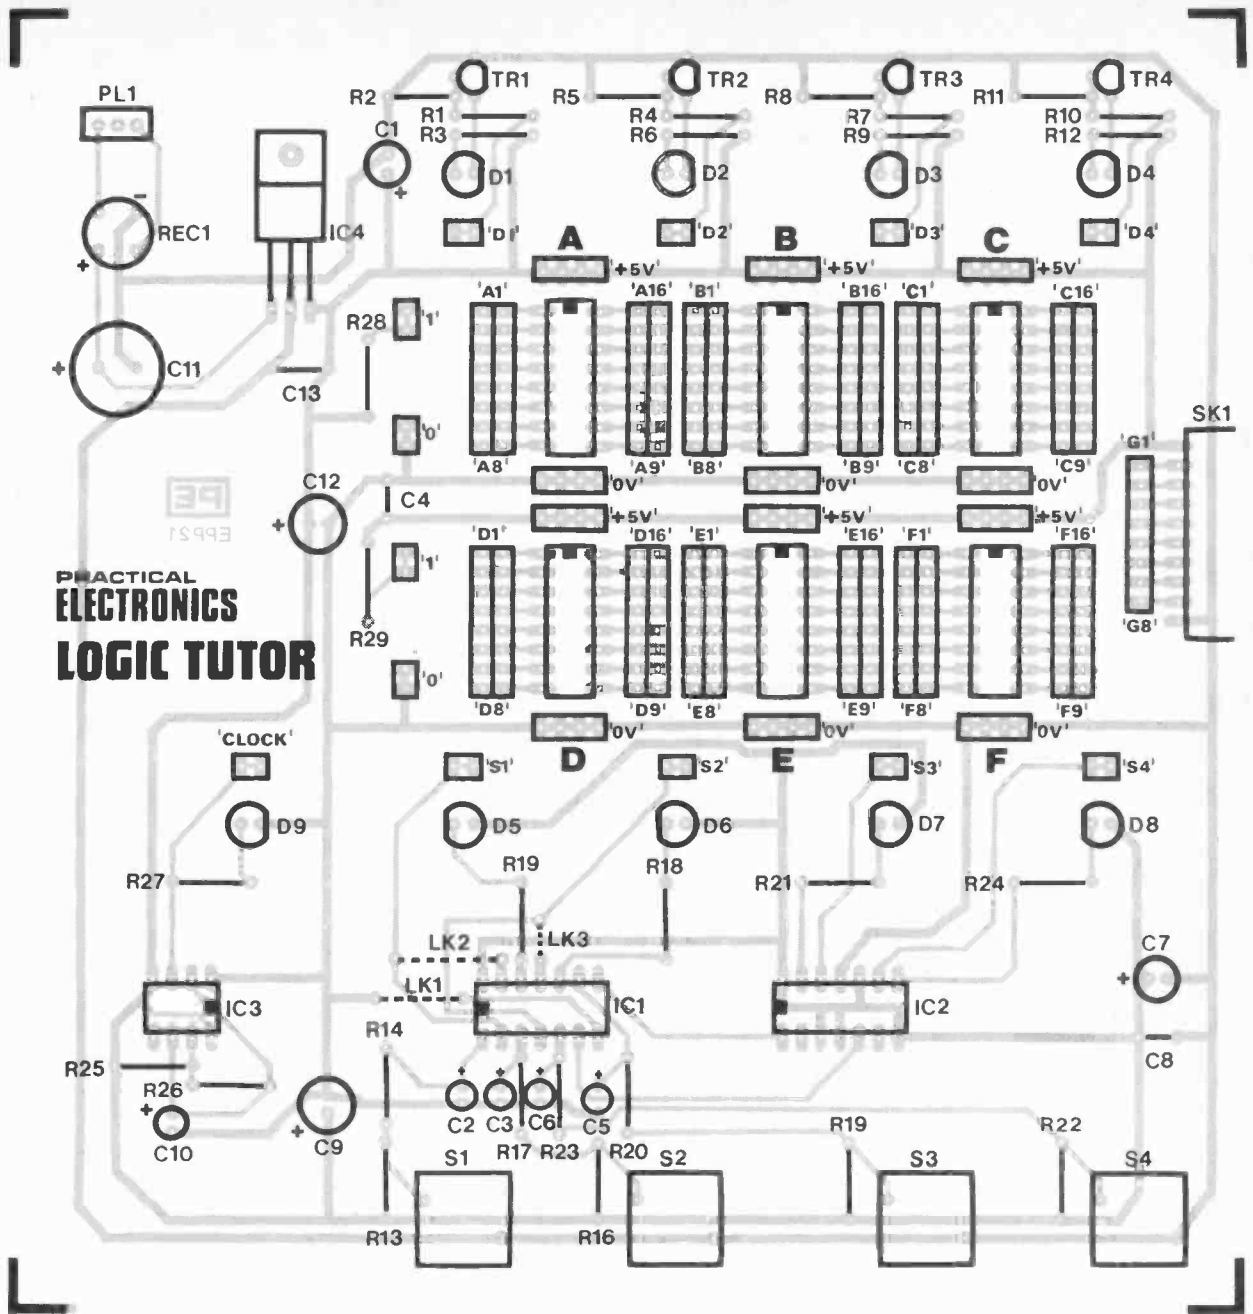 TR1 TR2 TR3 TR4
PL1 R2 R5 R8 R11
R1 R4 R7 R10
C1 R3 R6 R9 R12
D1 D2 D3 D4
REC1 IC4 'D1' 'D2' 'D3' 'D4'
A B C
'+5V' '+5V' '+5V'
'A1' 'A16' 'B1' 'B16' 'C1' 'C16'
R28 '1'
C11
C13
SK1
'0' 'G1'
'A8' 'A9' 'B8' 'B9' 'C8' 'C9'
C12 '0V' '0V' '0V'
C4
PE '+5V' '+5V' '+5V'
EPP21 'D1' 'D16' 'E1' 'E16' 'F1' 'F16'
'1'
PRACTICAL
ELECTRONICS
LOGIC TUTOR
R29 'G8'
'0'
'D8' 'D9' 'E8' 'E9' 'F8' 'F9'
'0V' '0V' '0V'
'CLOCK'
D E F
'S1' 'S2' 'S3' 'S4'
D9 D5 D6 D7 D8
R27 R19 R18 R21 R24
LK2 LK3 C7
LK1
IC3 IC1 IC2
R14
C8
R25
R26
C10 C9 C2 C3 C6 C5 R19 R22
R17 R23 R20
S1 S2 S3 S4
R13 R16